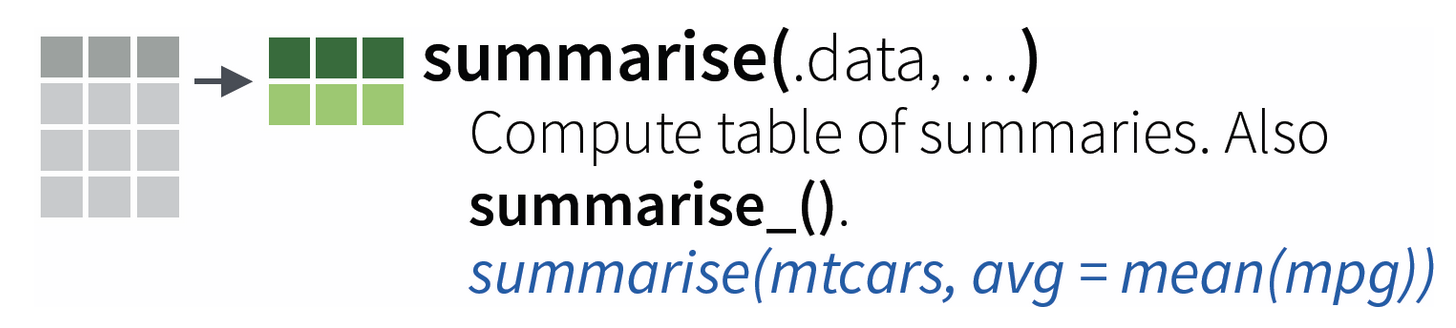 summarise(.data, …)
Compute table of summaries. Also
summarise_().
summarise(mtcars, avg = mean(mpg))